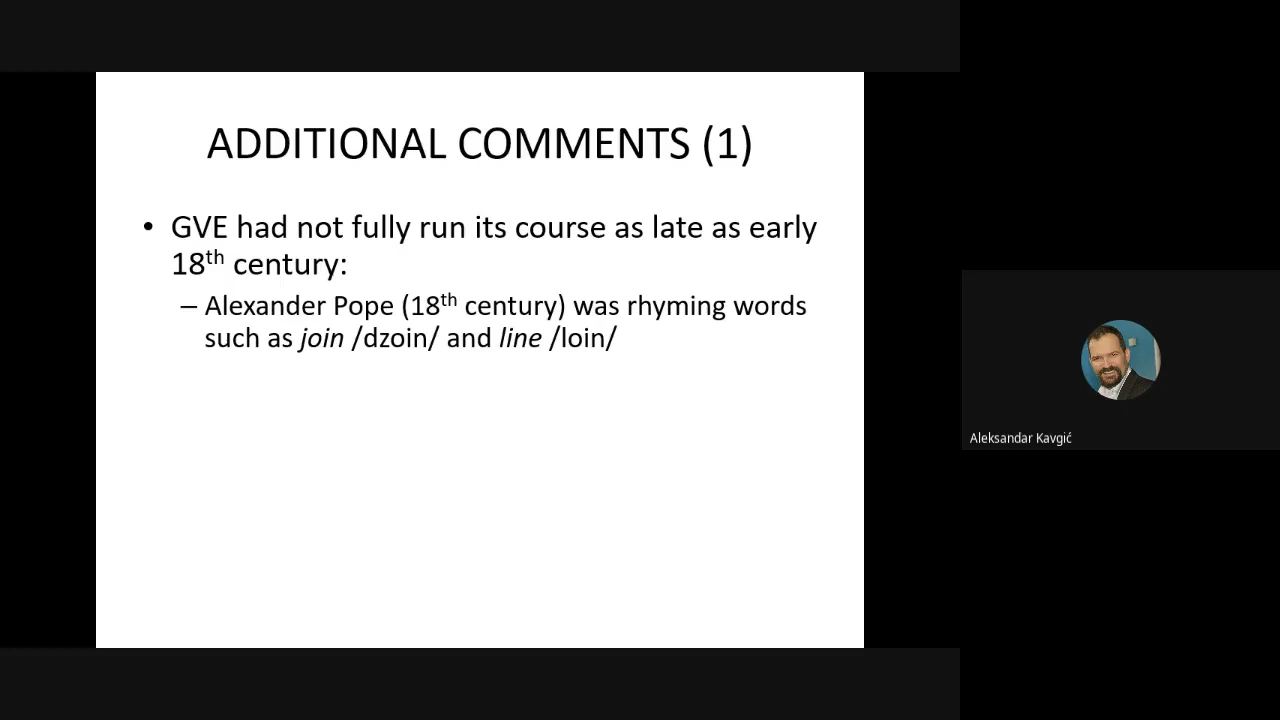 ADDITIONAL COMMENTS (1)
• GVE had not fully run its course as late as early
18th century:
– Alexander Pope (18th century) was rhyming words
such as join /dzoin/ and line /loin/
Aleksandar Kavgić